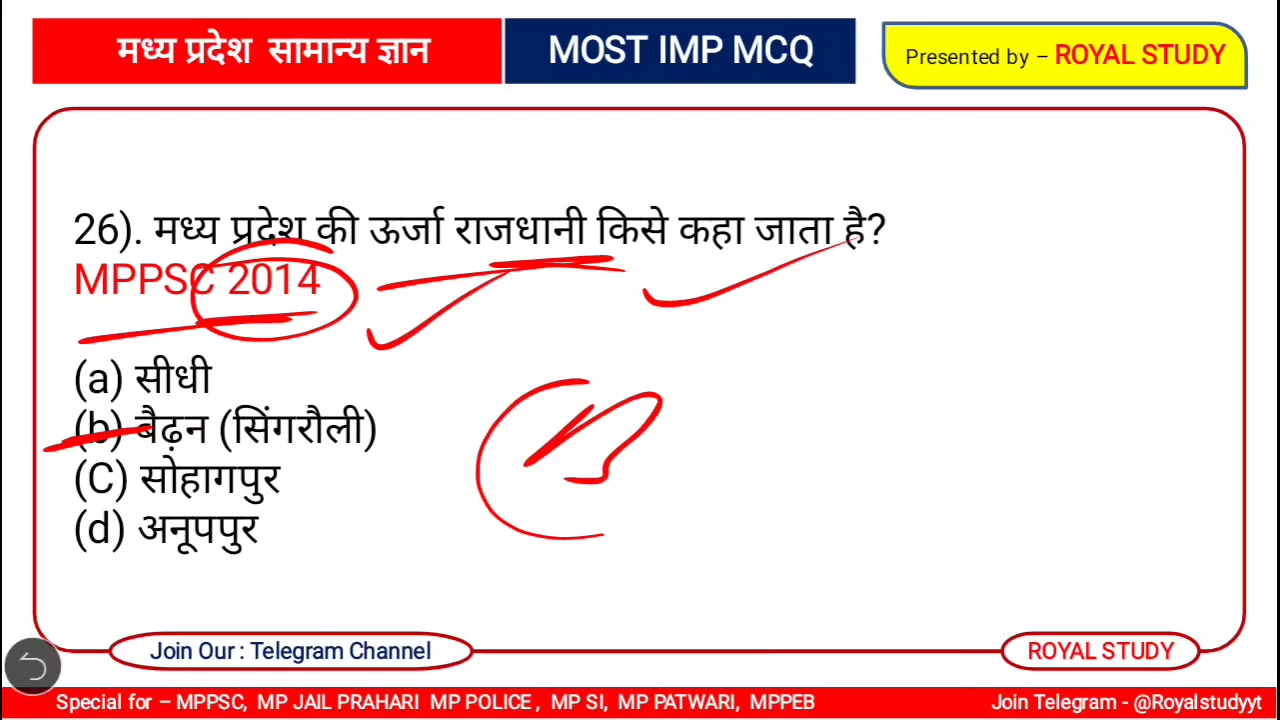 मध्य प्रदेश सामान्य ज्ञान
MOST IMP MCQ
Presented by – ROYAL STUDY
26). मध्य प्रदेश की ऊर्जा राजधानी किसे कहा जाता है?
MPPSC 2014
(a) सीधी
(b) बैढ़न (सिंगरौली)
(C) सोहागपुर
(d) अनूपपुर
Join Our : Telegram Channel
ROYAL STUDY
Special for – MPPSC, MP JAIL PRAHARI MP POLICE , MP SI, MP PATWARI, MPPEB
Join Telegram - @Royalstudyyt